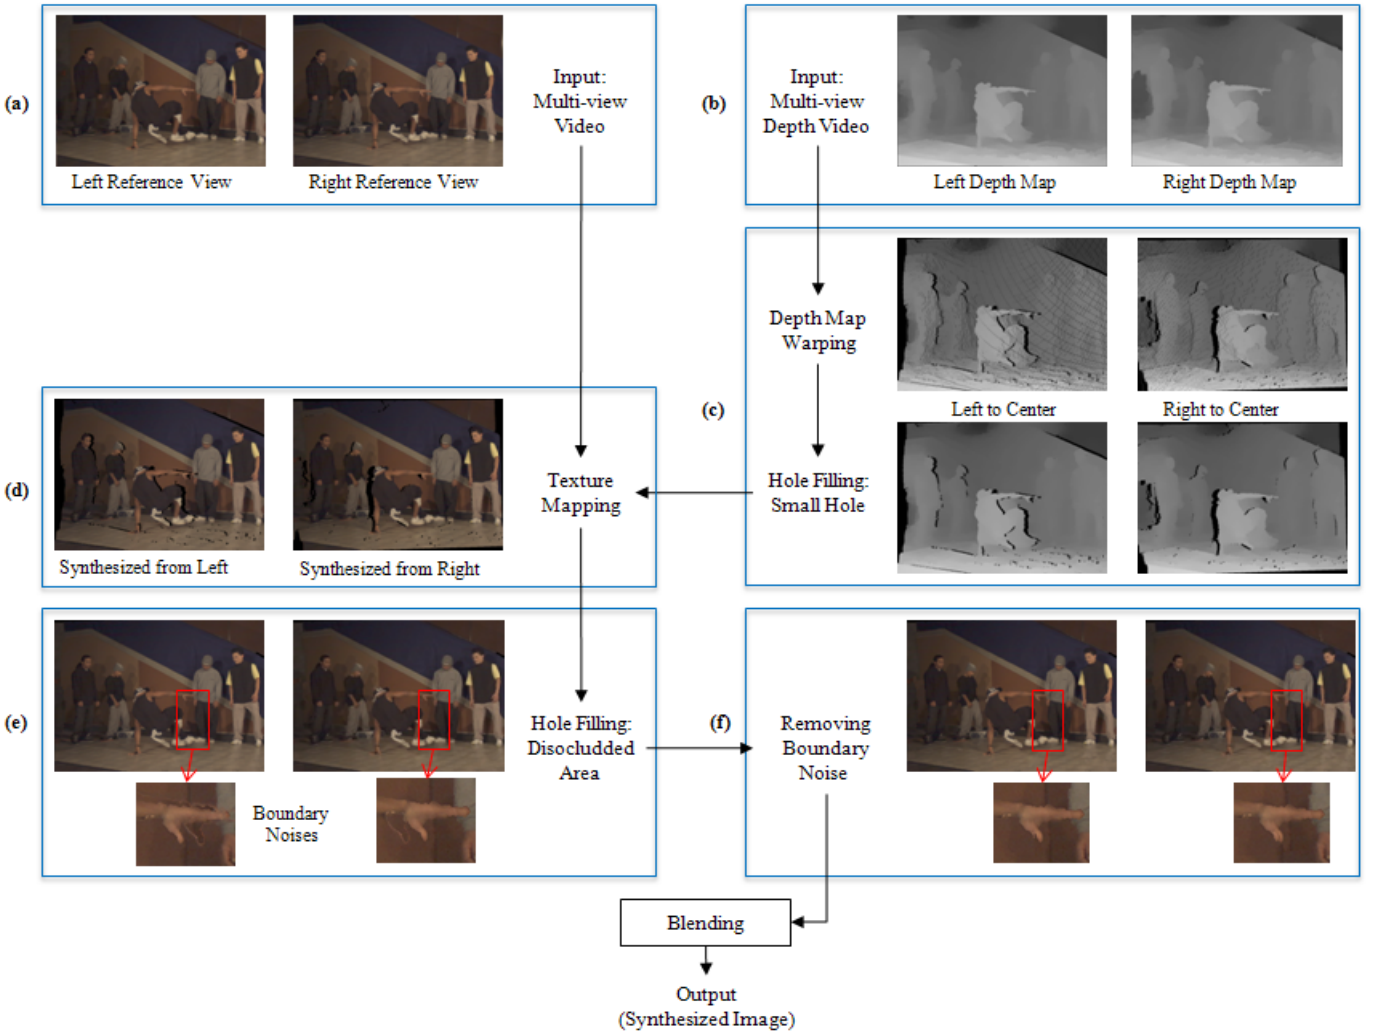 (a)
Left Reference View
Right Reference View
Input:
Multi-view
Video
(b)
Input:
Multi-view
Depth Video
Left Depth Map
Right Depth Map
(c)
Depth Map
Warping
Left to Center
Right to Center
Hole Filling:
Small Hole
(d)
Synthesized from Left
Synthesized from Right
Texture
Mapping
(e)
Hole Filling:
Disocludded
Area
Boundary
Noises
(f)
Removing
Boundary
Noise
Blending
Output
(Synthesized Image)